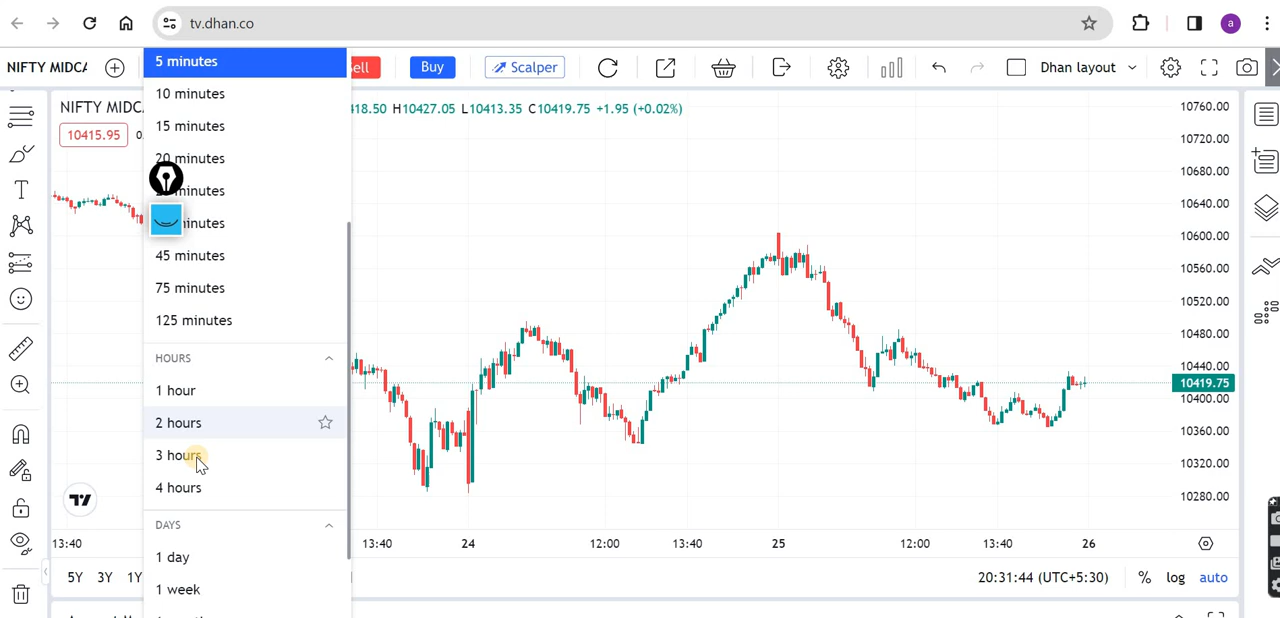 tv.dhan.co
NIFTY MIDCA
5 minutes
Buy
Scalper
Dhan layout
NIFTY MIDCA
H10427.05 L10413.35 C10419.75 +1.95 (+0.02%)
10415.95
10 minutes
15 minutes
20 minutes
minutes
minutes
45 minutes
75 minutes
125 minutes
HOURS
1 hour
2 hours
3 hours
4 hours
DAYS
1 day
1 week
10760.00
10720.00
10680.00
10640.00
10600.00
10560.00
10520.00
10480.00
10440.00
10419.75
10400.00
10360.00
10320.00
10280.00
13:40 13:40 24 12:00 13:40 25 12:00 13:40 26
5Y 3Y 1Y
20:31:44 (UTC+5:30) % log auto